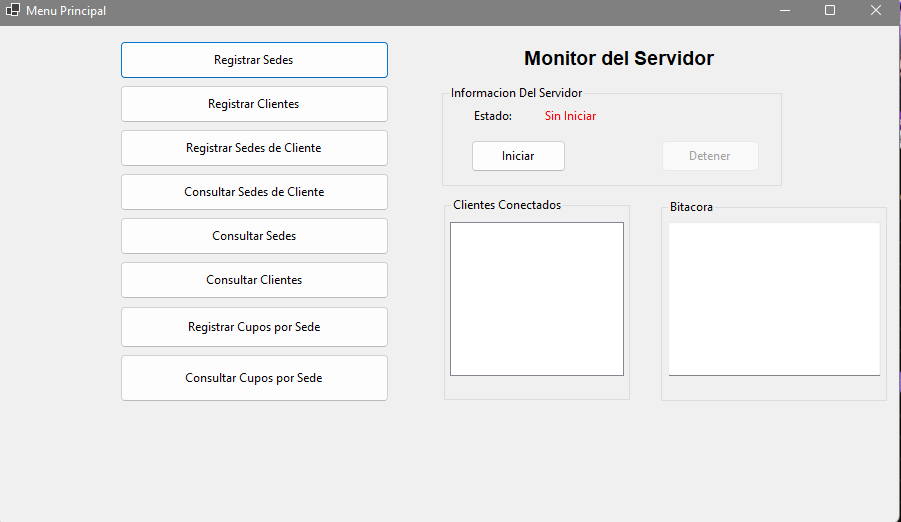 Menu Principal
Registrar Sedes
Registrar Clientes
Registrar Sedes de Cliente
Consultar Sedes de Cliente
Consultar Sedes
Consultar Clientes
Registrar Cupos por Sede
Consultar Cupos por Sede
Monitor del Servidor
Informacion Del Servidor
Estado: Sin Iniciar
Iniciar Detener
Clientes Conectados
Bitacora